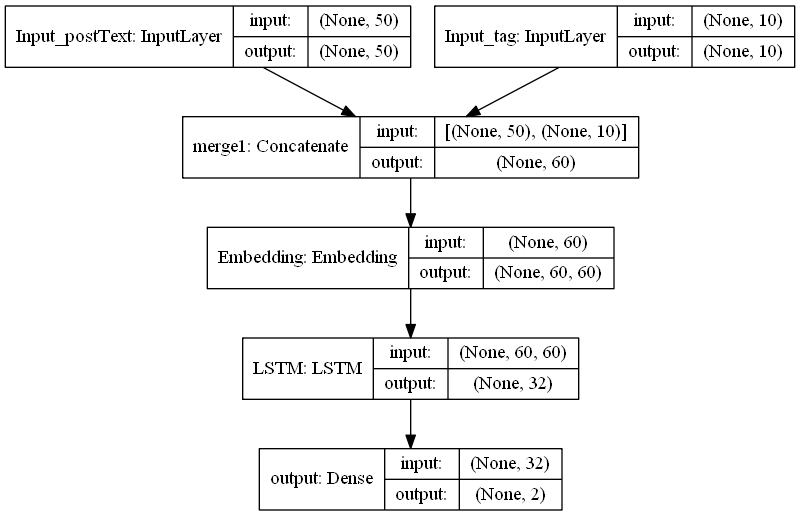 Input_postText: InputLayer
input: (None, 50)
output: (None, 50)
Input_tag: InputLayer
input: (None, 10)
output: (None, 10)
merge1: Concatenate
input: [(None, 50), (None, 10)]
output: (None, 60)
Embedding: Embedding
input: (None, 60)
output: (None, 60, 60)
LSTM: LSTM
input: (None, 60, 60)
output: (None, 32)
output: Dense
input: (None, 32)
output: (None, 2)